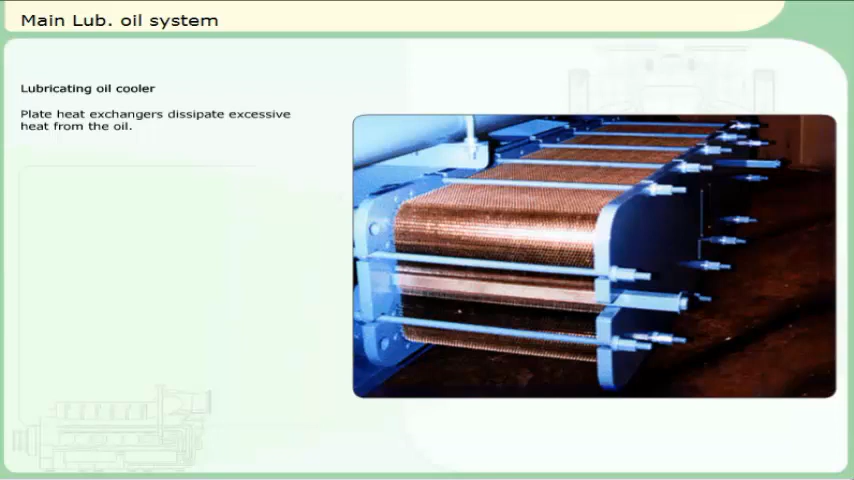 Main Lub. oil system
Lubricating oil cooler
Plate heat exchangers dissipate excessive
heat from the oil.